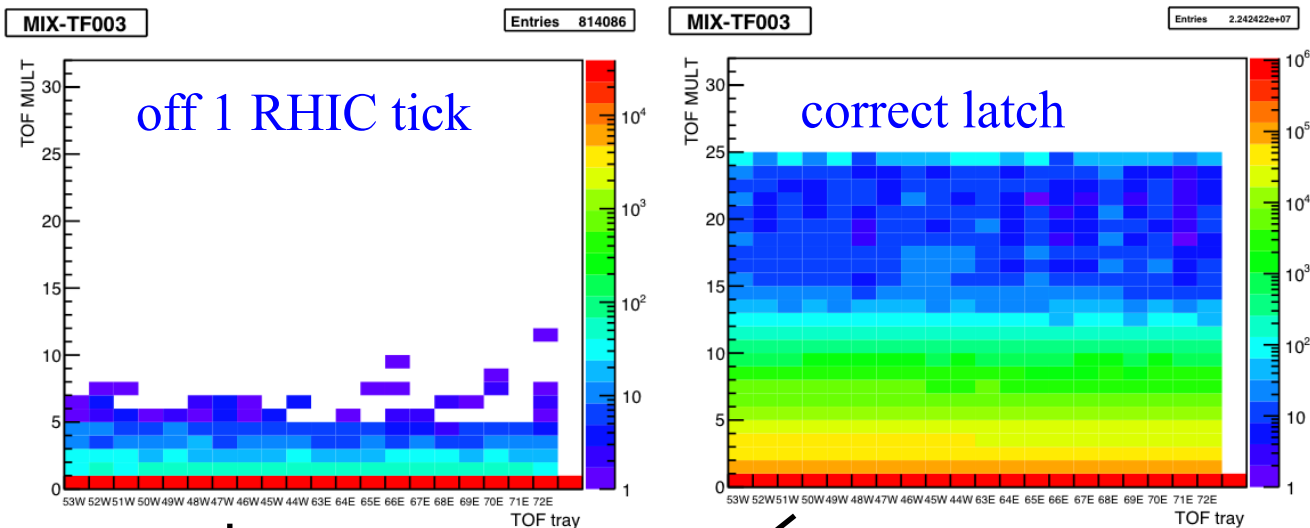 MIX-TF003
Entries 814086
TOF MULT
off 1 RHIC tick
30
25
20
15
10
5
0
10⁴
10³
10²
10
1
53W 52W 51W 50W 49W 48W 47W 46W 45W 44W 63E 64E 65E 66E 67E 68E 69E 70E 71E 72E
TOF tray
MIX-TF003
Entries 2.242422e+07
TOF MULT
correct latch
30
25
20
15
10
5
0
10⁶
10⁵
10⁴
10³
10²
10
1
53W 52W 51W 50W 49W 48W 47W 46W 45W 44W 63E 64E 65E 66E 67E 68E 69E 70E 71E 72E
TOF tray